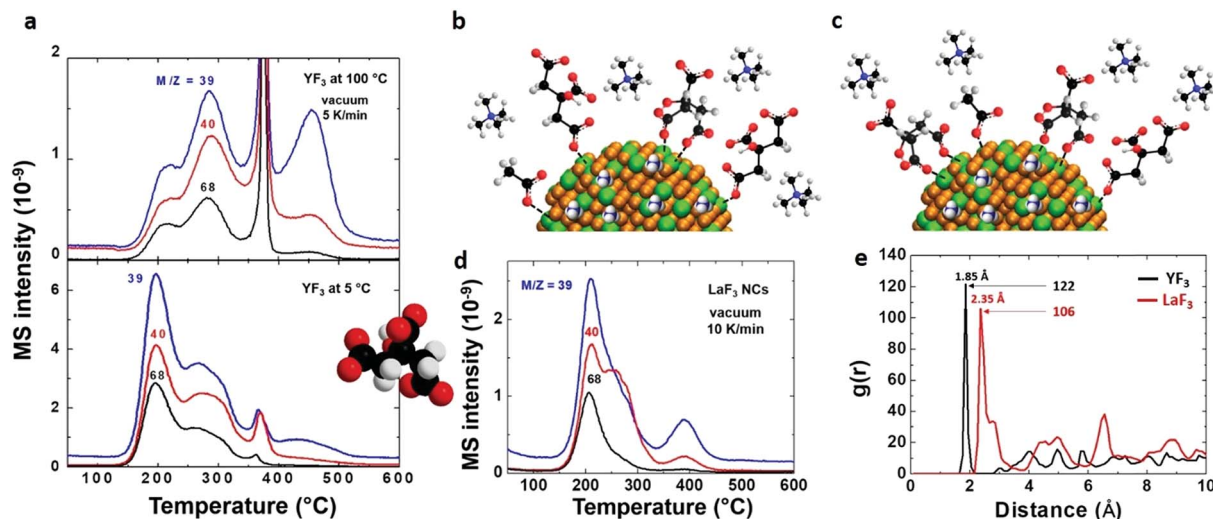 a
MS intensity (10⁻⁹)
2
1
0
M/Z = 39
40
68
YF₃ at 100 °C
vacuum
5 K/min
6
4
2
0
39
40
68
YF₃ at 5 °C
100 200 300 400 500 600
Temperature (°C)
b
c
d
MS intensity (10⁻⁹)
2
1
0
M/Z = 39
40
68
LaF₃ NCs
vacuum
10 K/min
100 200 300 400 500 600
Temperature (°C)
e
g(r)
140
120
100
80
60
40
20
0
1.85 Å
2.35 Å
122
106
YF₃
LaF₃
0 2 4 6 8 10
Distance (Å)